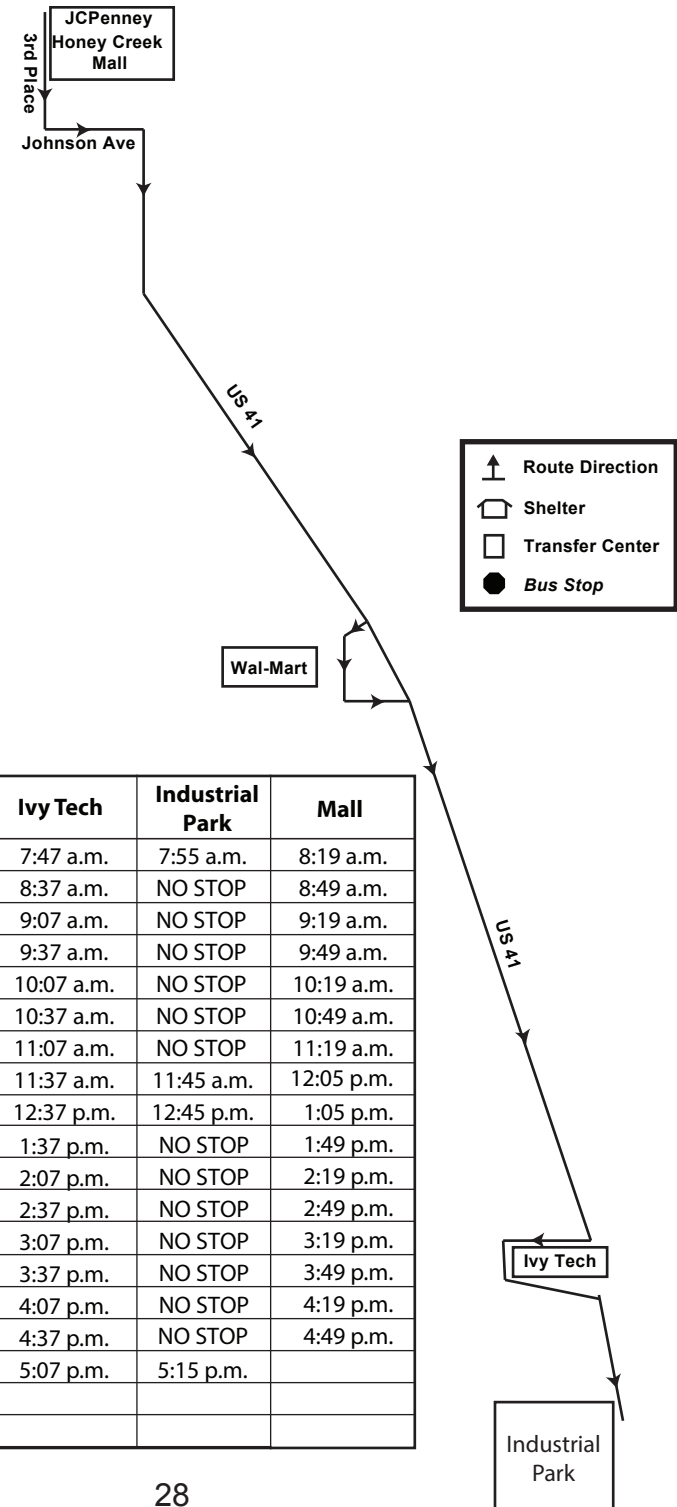 JCPenney
Honey Creek
Mall
3rd Place
Johnson Ave
US 41
Route Direction
Shelter
Transfer Center
Bus Stop
Wal-Mart
US 41
Ivy Tech
Industrial
Park
Ivy Tech Industrial Park Mall
7:47 a.m. 7:55 a.m. 8:19 a.m.
8:37 a.m. NO STOP 8:49 a.m.
9:07 a.m. NO STOP 9:19 a.m.
9:37 a.m. NO STOP 9:49 a.m.
10:07 a.m. NO STOP 10:19 a.m.
10:37 a.m. NO STOP 10:49 a.m.
11:07 a.m. NO STOP 11:19 a.m.
11:37 a.m. 11:45 a.m. 12:05 p.m.
12:37 p.m. 12:45 p.m. 1:05 p.m.
1:37 p.m. NO STOP 1:49 p.m.
2:07 p.m. NO STOP 2:19 p.m.
2:37 p.m. NO STOP 2:49 p.m.
3:07 p.m. NO STOP 3:19 p.m.
3:37 p.m. NO STOP 3:49 p.m.
4:07 p.m. NO STOP 4:19 p.m.
4:37 p.m. NO STOP 4:49 p.m.
5:07 p.m. 5:15 p.m.
28